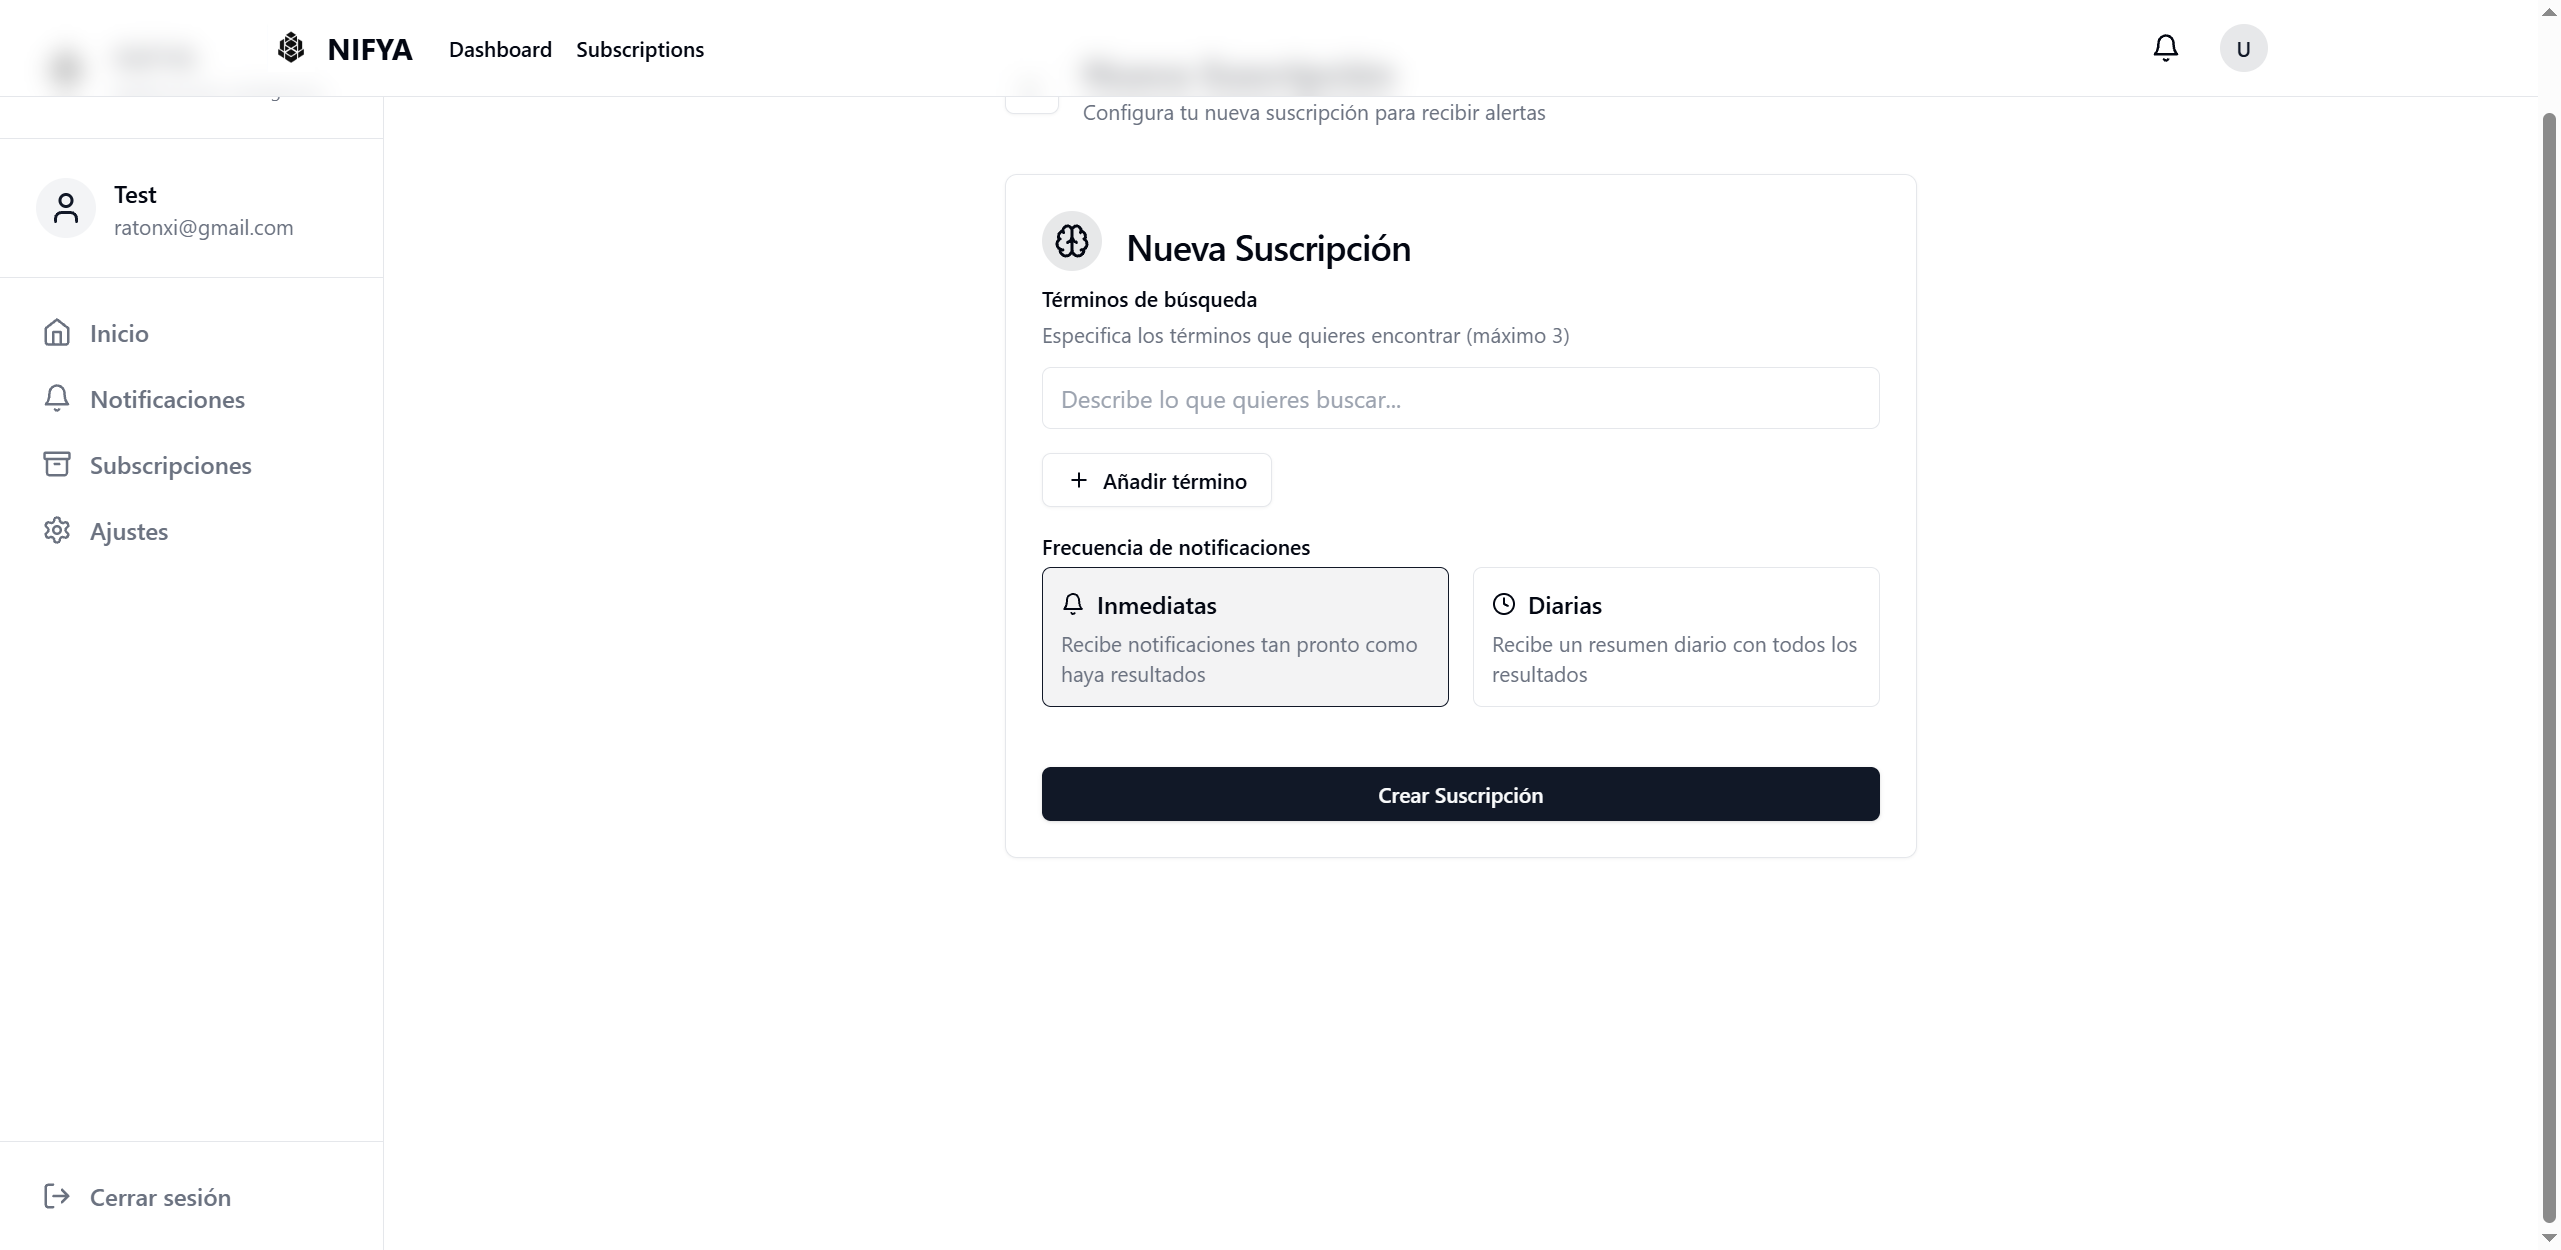 NIFYA
Dashboard
Subscriptions
U
Configura tu nueva suscripción para recibir alertas
Test
ratonxi@gmail.com
Inicio
Notificaciones
Subscripciones
Ajustes
Cerrar sesión
Nueva Suscripción
Términos de búsqueda
Especifica los términos que quieres encontrar (máximo 3)
Describe lo que quieres buscar...
Añadir término
Frecuencia de notificaciones
Inmediatas
Recibe notificaciones tan pronto como
haya resultados
Diarias
Recibe un resumen diario con todos los
resultados
Crear Suscripción